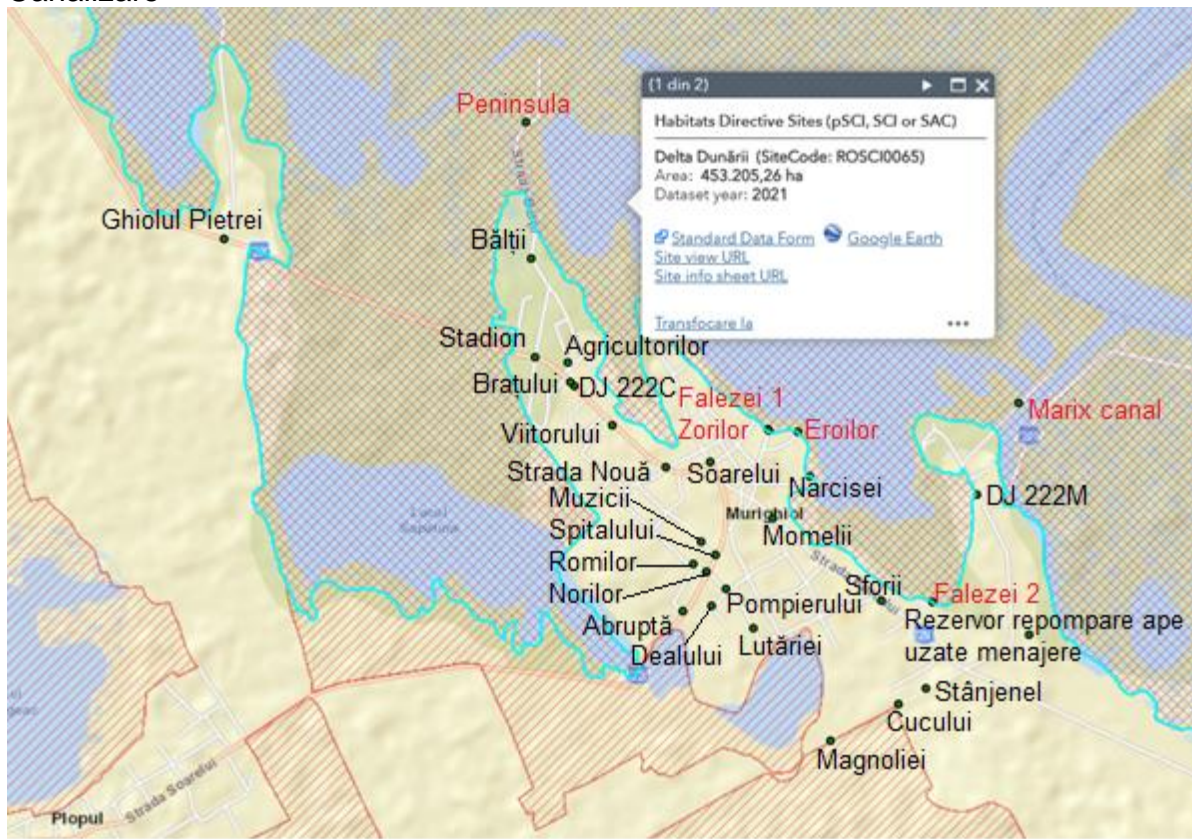 Peninsula
(1 din 2)
Habitats Directive Sites (pSCI, SCI or SAC)
Delta Dunării (SiteCode: ROSCI0065)
Area: 453.205,26 ha
Dataset year: 2021
Standard Data Form Google Earth
Site view URL
Site info sheet URL
Transfocare la
Ghiolul Pietrei
Bălții
Stadion
Agricultorilor
Brațului
DJ 222C
Falezei 1
Marix canal
Viitorului
Zorilor
Eroilor
Strada Nouă
Soarelui
Narcisei
DJ 222M
Muzicii
Murighiol
Spitalului
Momelii
Romilor
Strada
Norilor
Sforii
Falezei 2
Pompierului
Rezervor repompare ape
uzate menajere
Abruptă
Dealului
Lutăriei
Stânjenel
Cucului
Magnoliei
Plopul
Strada Soarelui